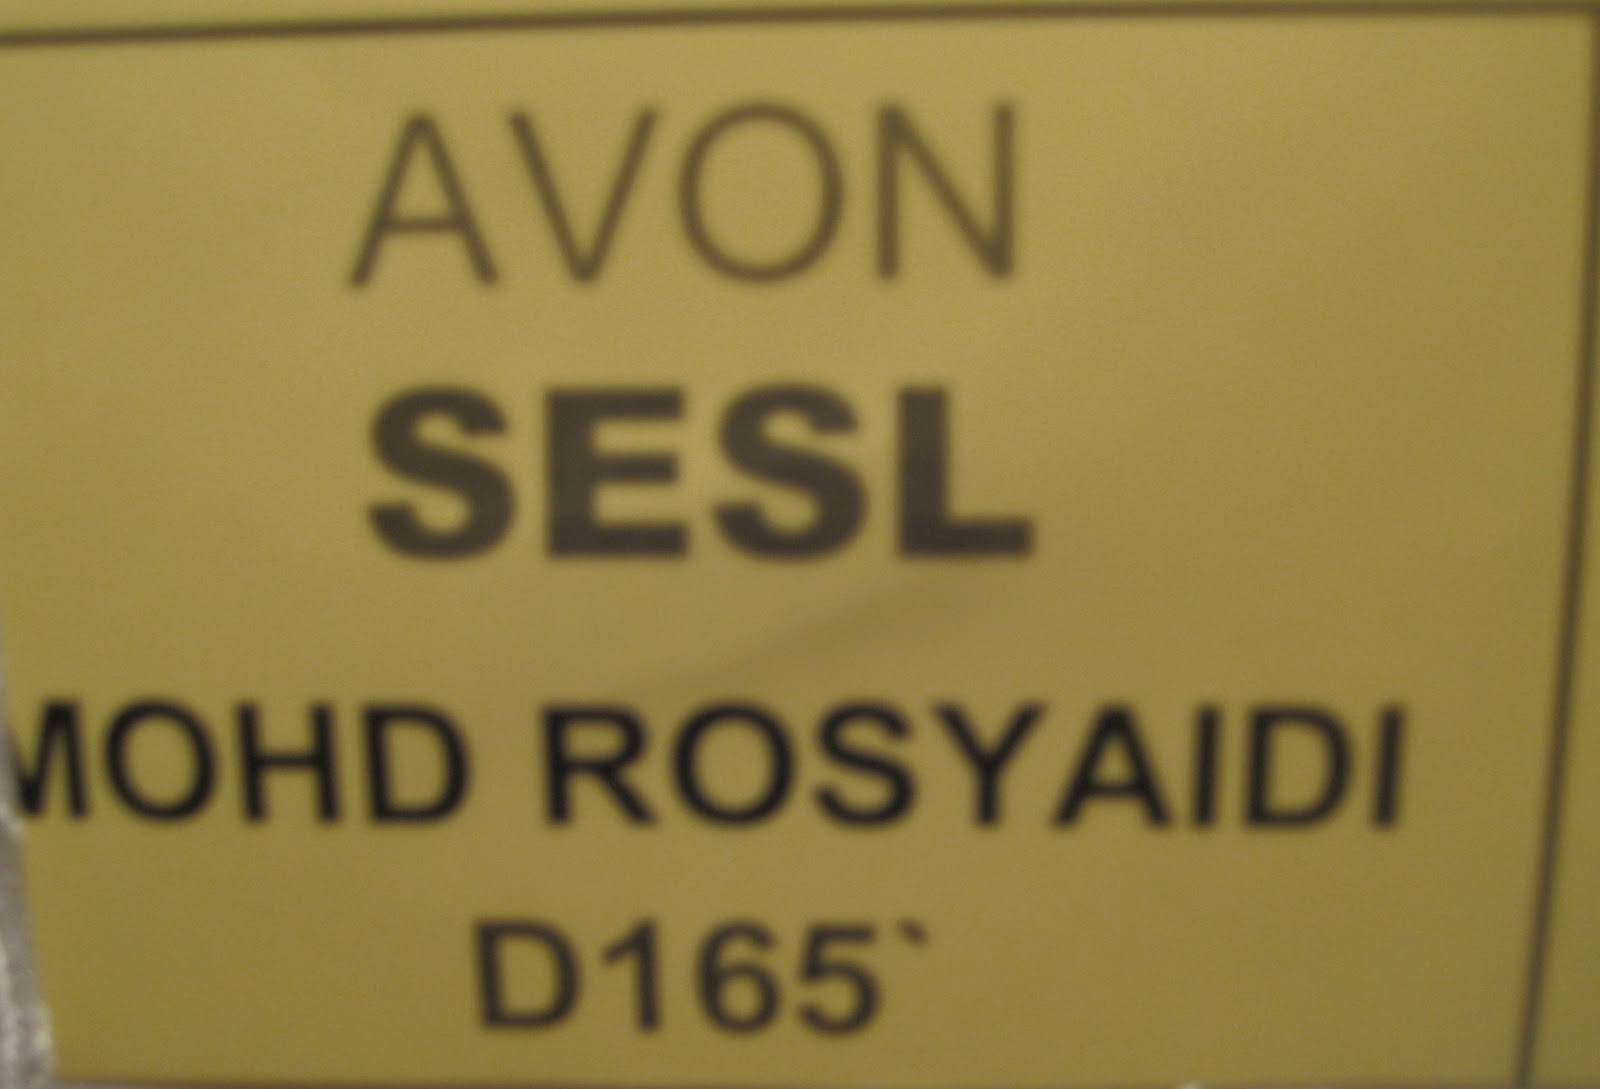 AVON
SESL
MOHD ROSYAIDI
D165`